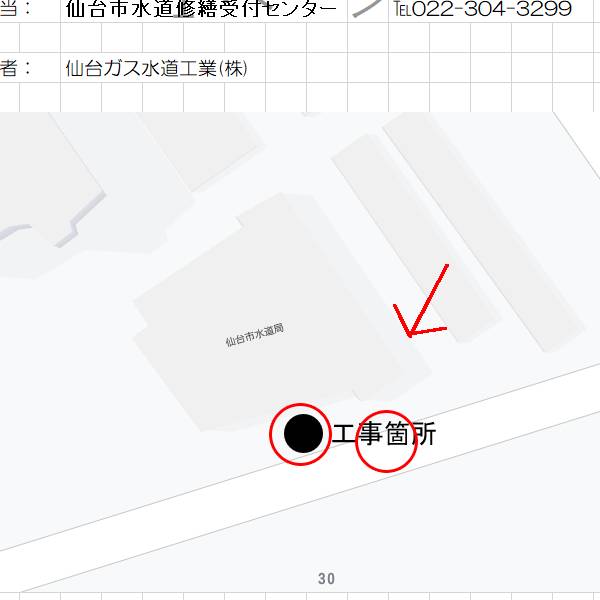 当： 仙台市水道修繕受付センター ℡022-304-3299
者： 仙台ガス水道工業(株)
仙台市水道局
工事箇所
30